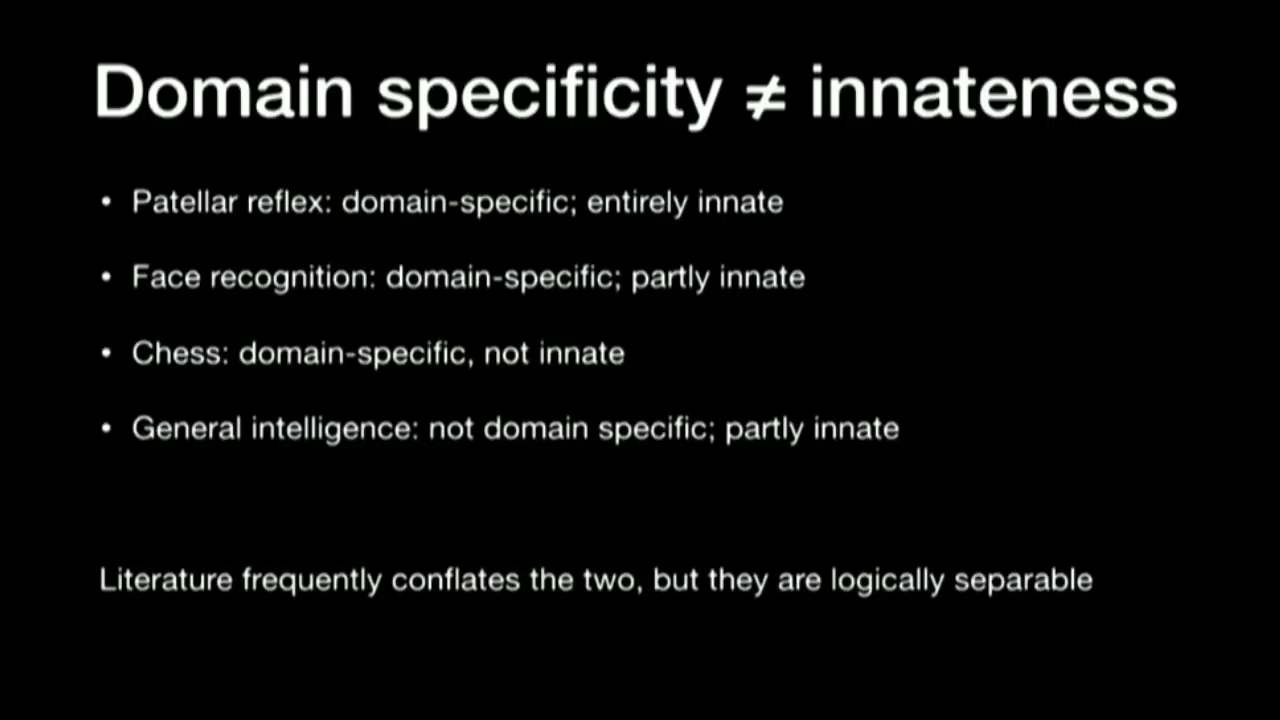 Domain specificity ≠ innateness
• Patellar reflex: domain-specific; entirely innate
• Face recognition: domain-specific; partly innate
• Chess: domain-specific, not innate
• General intelligence: not domain specific; partly innate
Literature frequently conflates the two, but they are logically separable